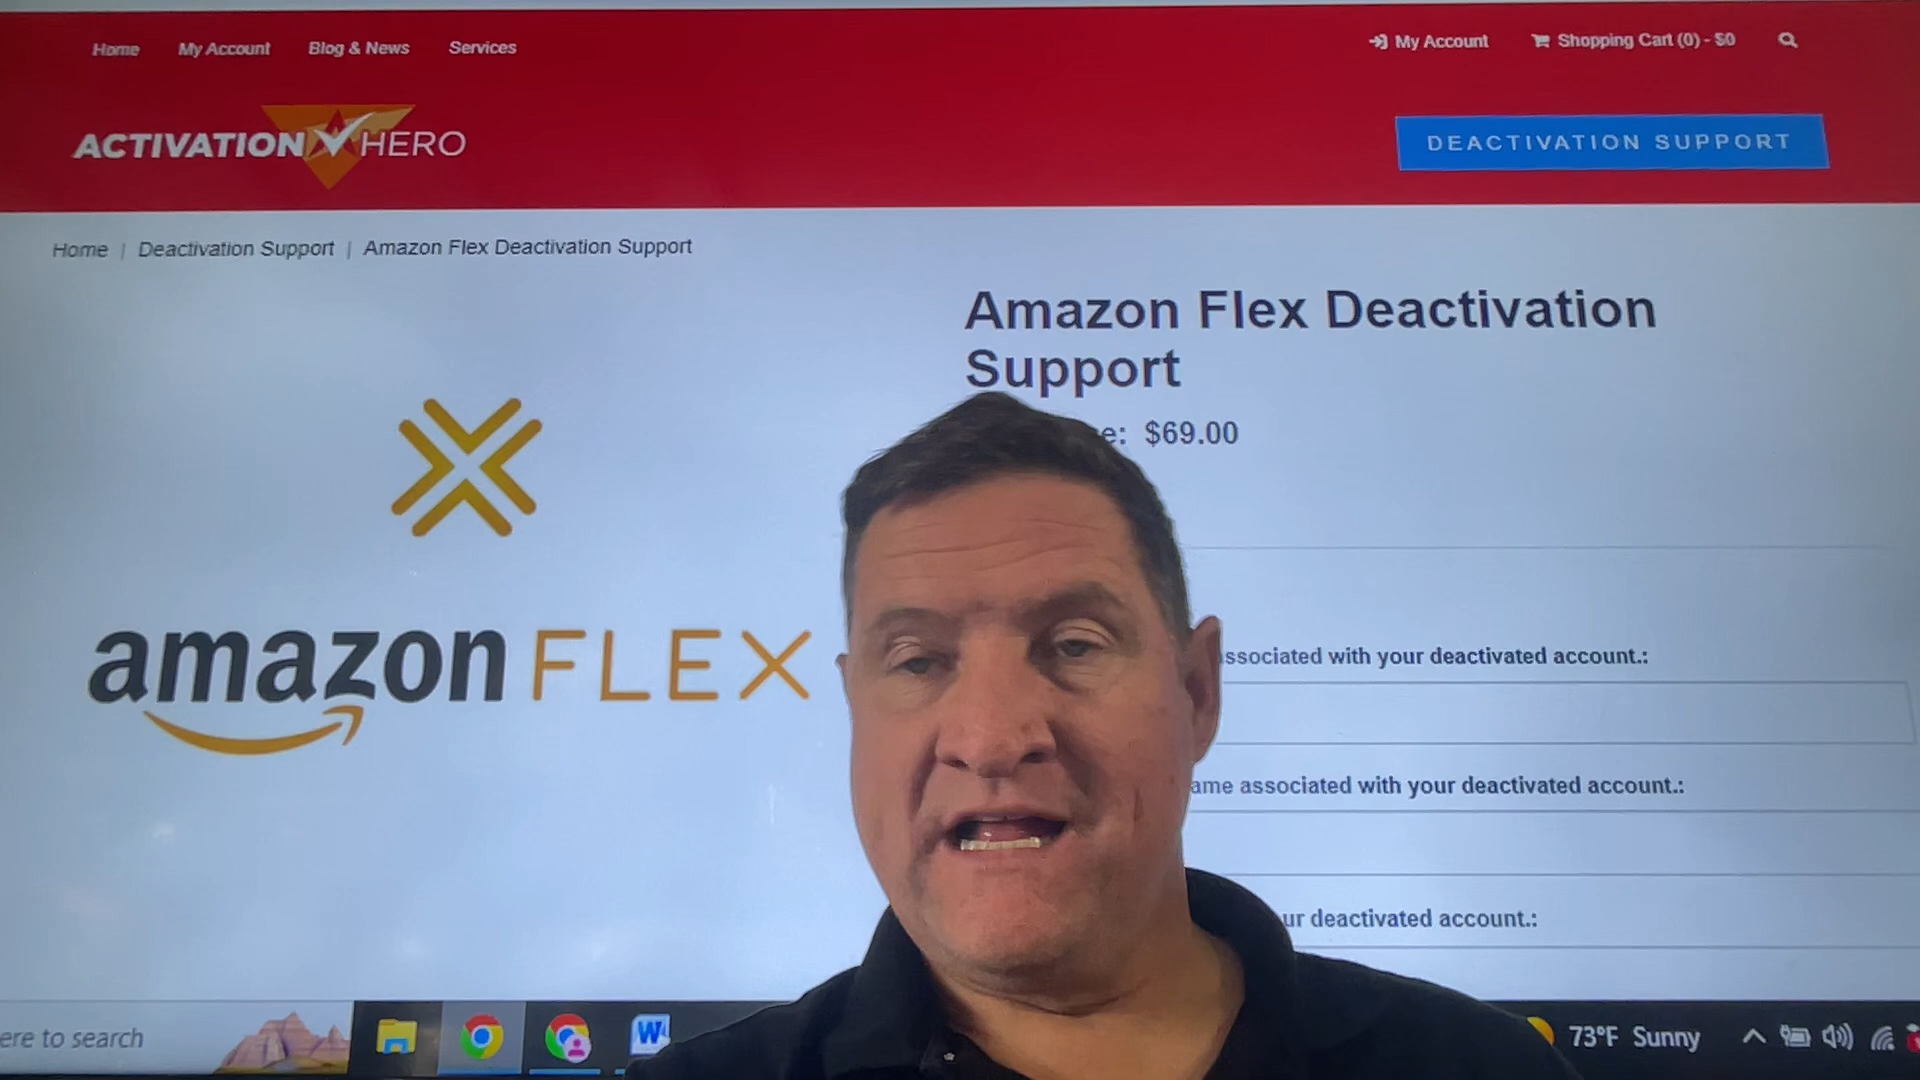 Home My Account Blog & News Services
My Account Shopping Cart (0) - $0
ACTIVATION HERO
DEACTIVATION SUPPORT
Home | Deactivation Support | Amazon Flex Deactivation Support
Amazon Flex Deactivation
Support
e: $69.00
amazon FLEX
ssociated with your deactivated account.:
ame associated with your deactivated account.:
ur deactivated account.:
ere to search
W
73°F Sunny